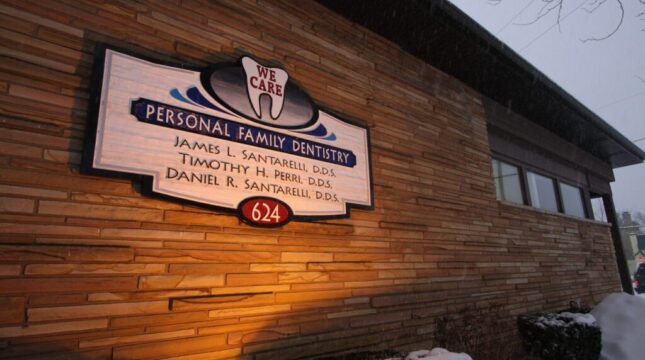 WE
CARE
PERSONAL FAMILY DENTISTRY
JAMES L. SANTARELLI, D.D.S.
TIMOTHY H. PERRI, D.D.S.
DANIEL R. SANTARELLI, D.D.S.
624